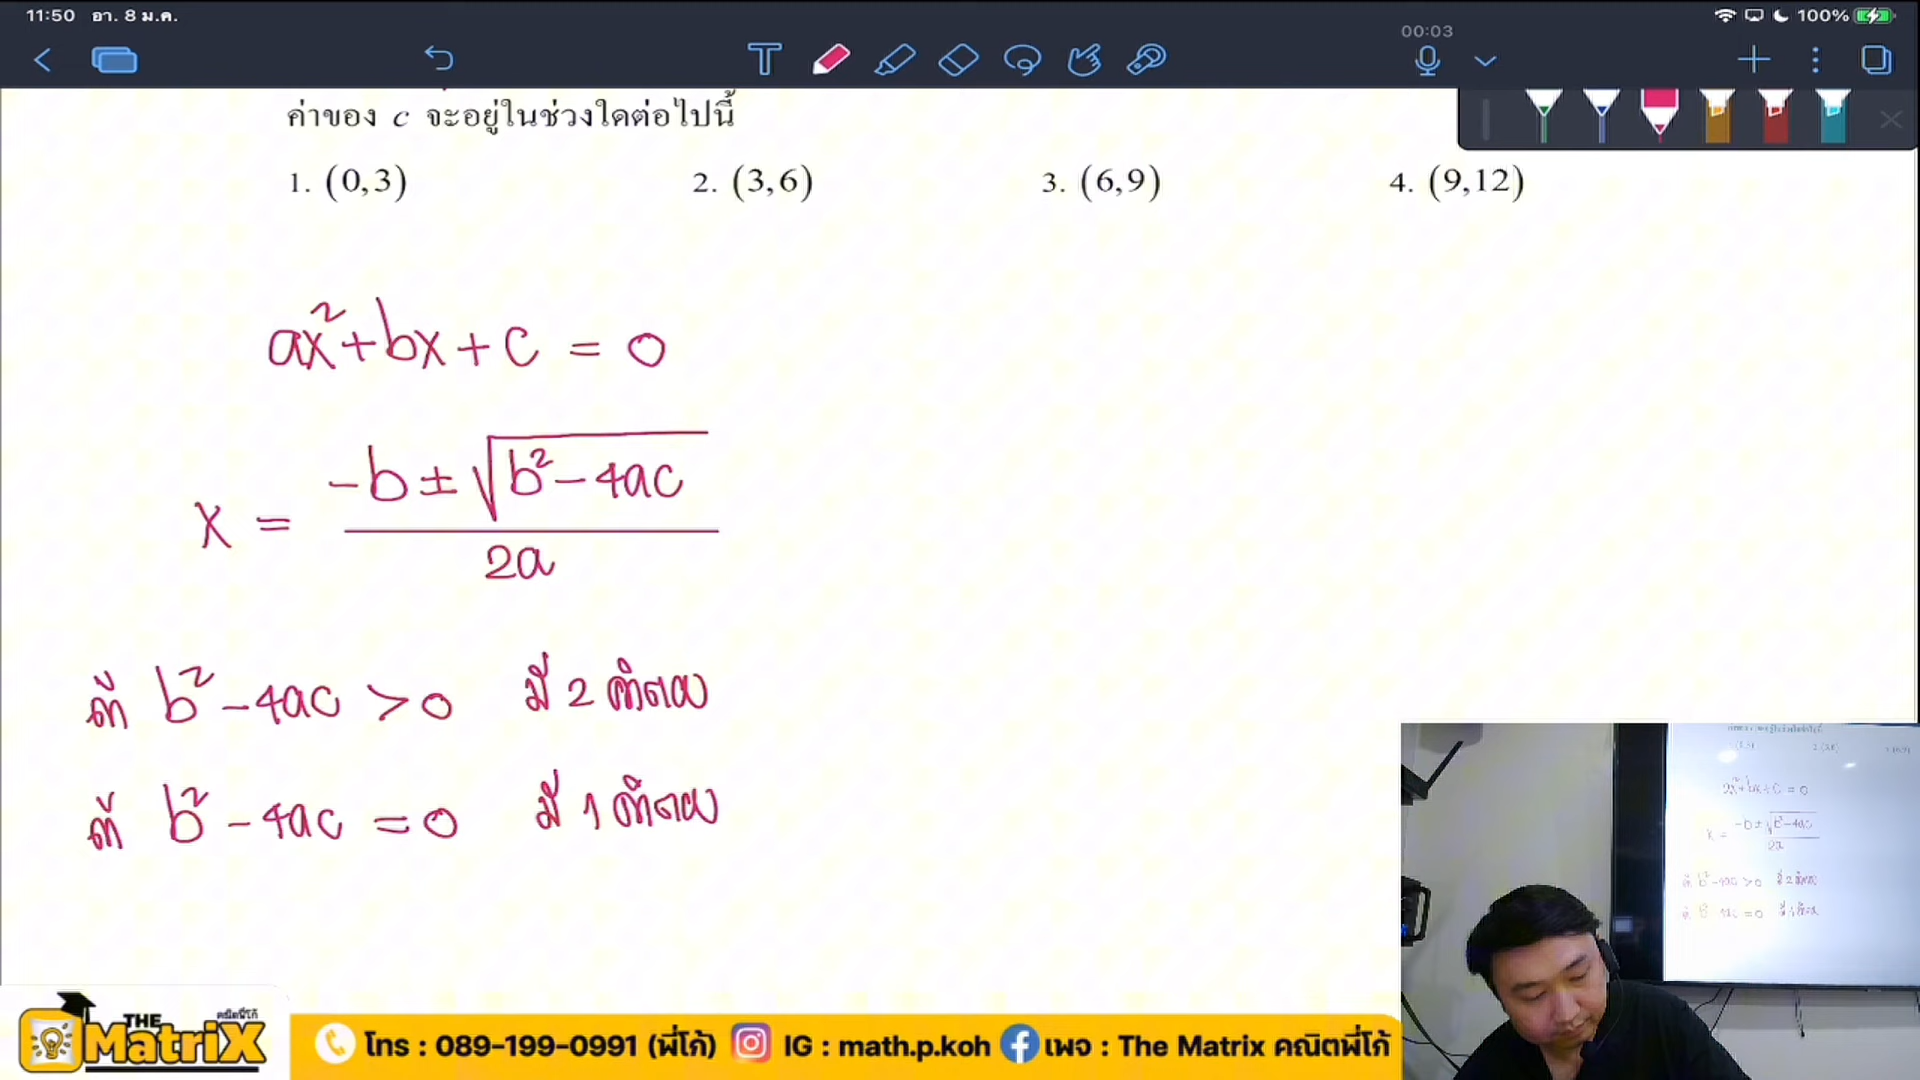 11:50 อา. 8 ม.ค.
100%
00:03
ค่าของ c จะอยู่ในช่วงใดต่อไปนี้
1. (0,3) 2. (3,6) 3. (6,9) 4. (9,12)
ax²+bx+c = 0
x = (-b±√(b²-4ac))/2a
ถ้า b²-4ac > 0 มี 2 คำตอบ
ถ้า b²-4ac = 0 มี 1 คำตอบ
คณิตพี่โก้
THE
MatriX
โทร : 089-199-0991 (พี่โก้) IG : math.p.koh เพจ : The Matrix คณิตพี่โก้